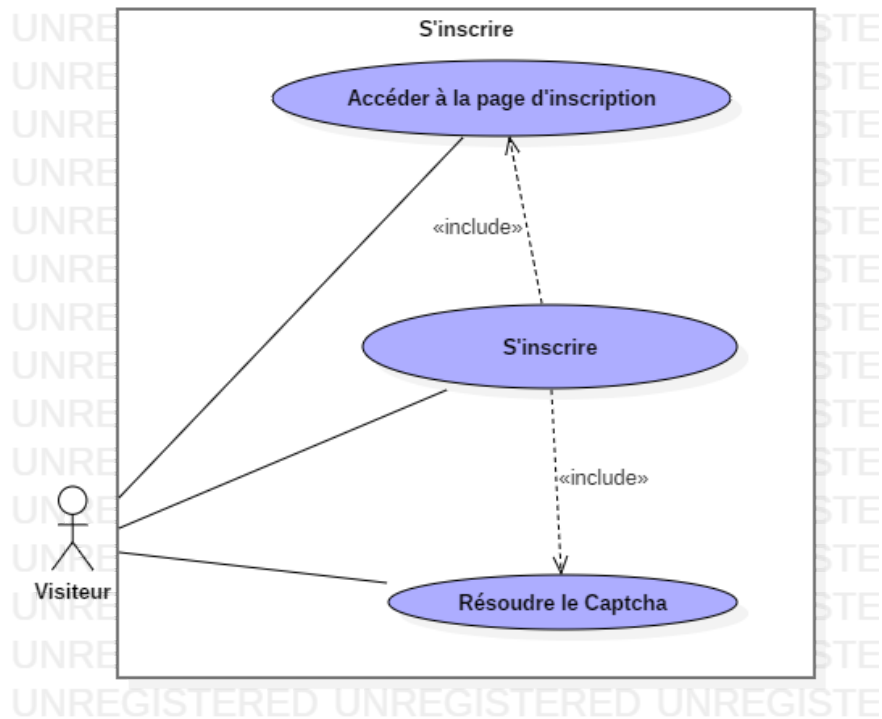 S'inscrire
Accéder à la page d'inscription
«include»
S'inscrire
«include»
Visiteur
Résoudre le Captcha
UNREGISTERED UNREGISTERED UNREGISTE